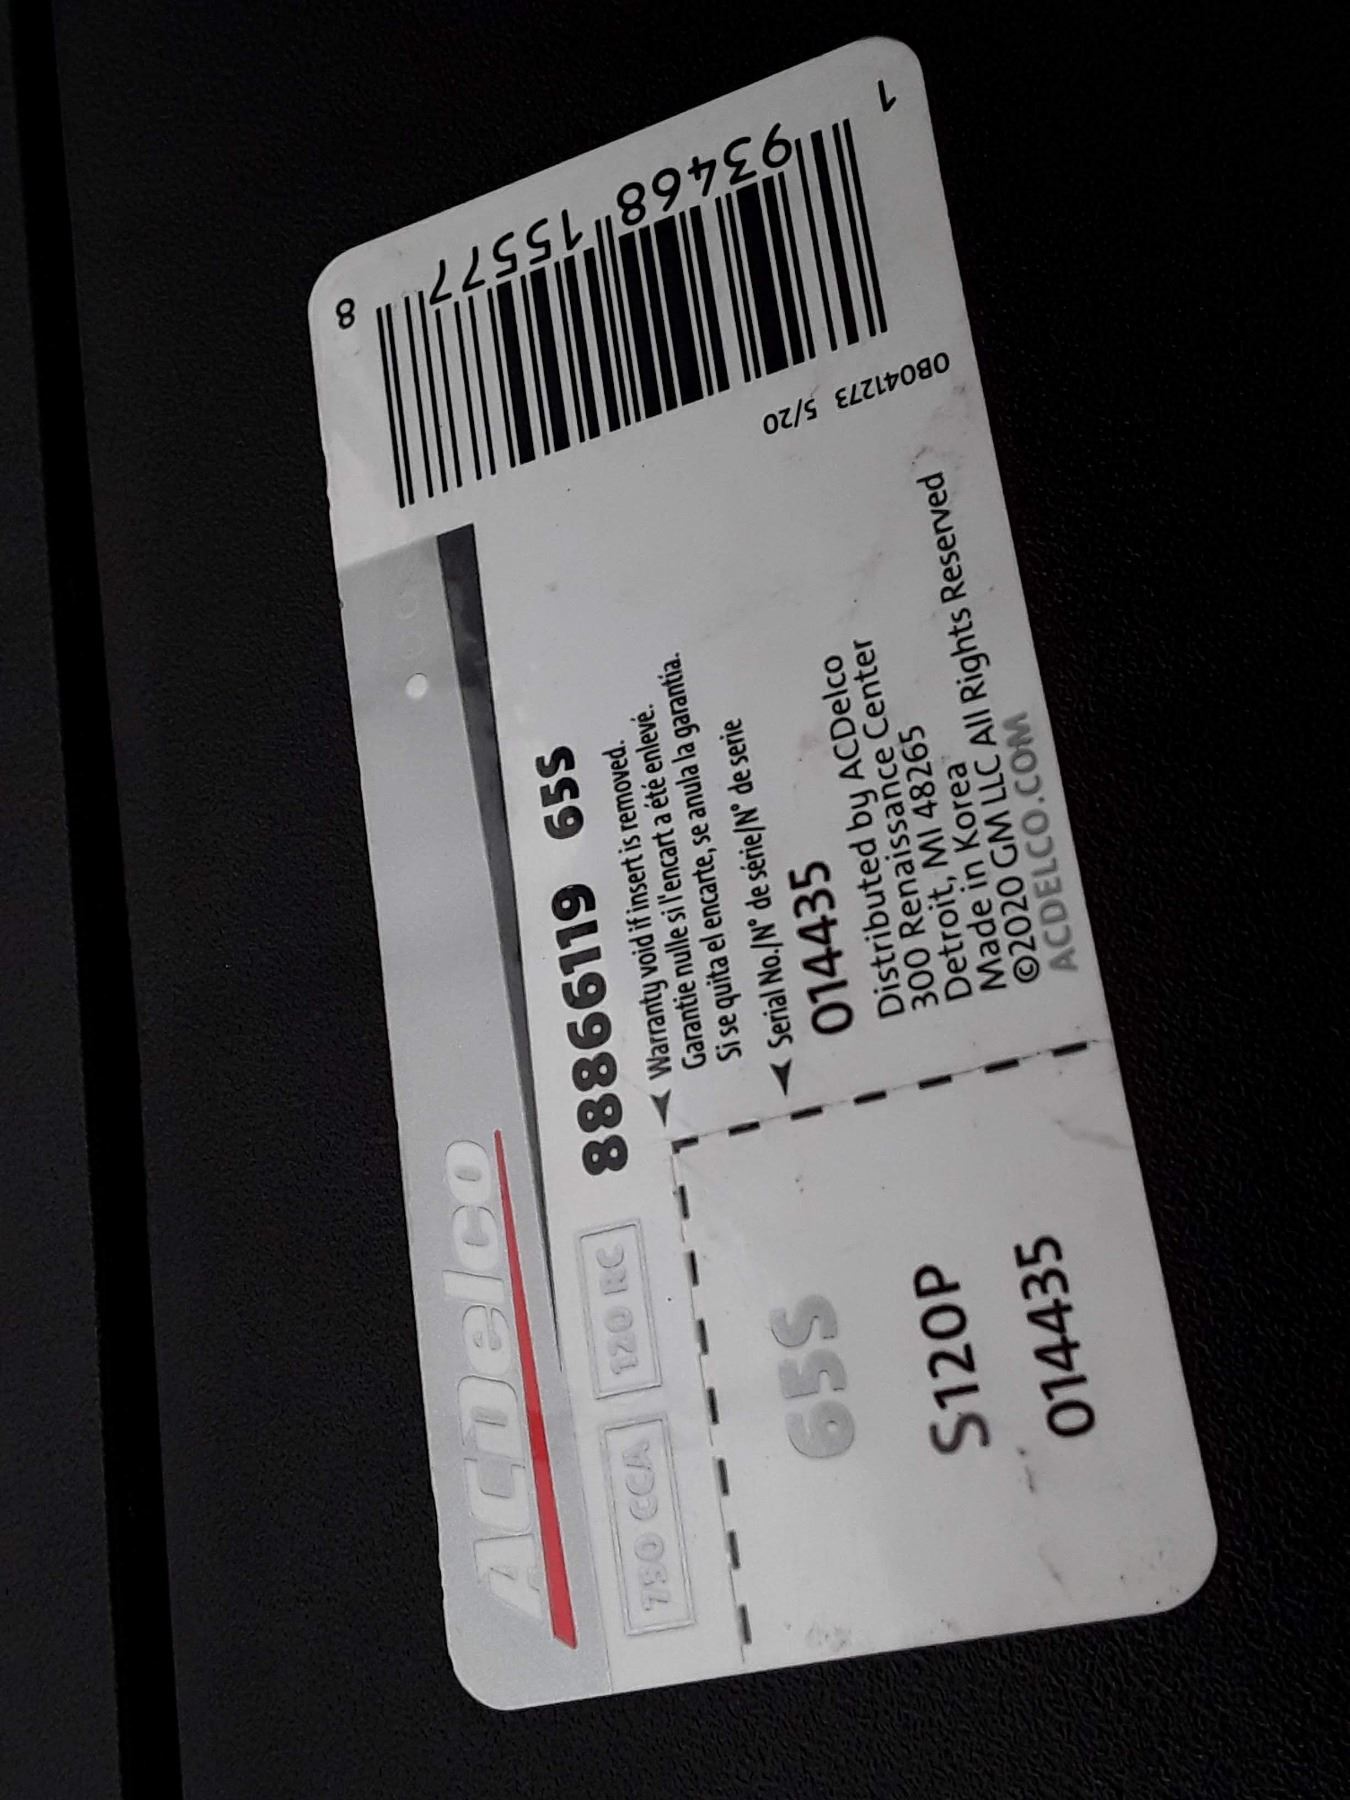 ACDelco
750 CCA 120 RC 88866119 65S
Warranty void if insert is removed.
Garantie nulle si l'encart a été enlevé.
Si se quita el encarte, se anula la garantía.
Serial No./N° de série/N° de serie
014435
Distributed by ACDelco
300 Renaissance Center
Detroit, MI 48265
Made in Korea
©2020 GM LLC All Rights Reserved
ACDELCO.COM
65S
S120P
014435
0B041273 5/20
1 93468 15577 8